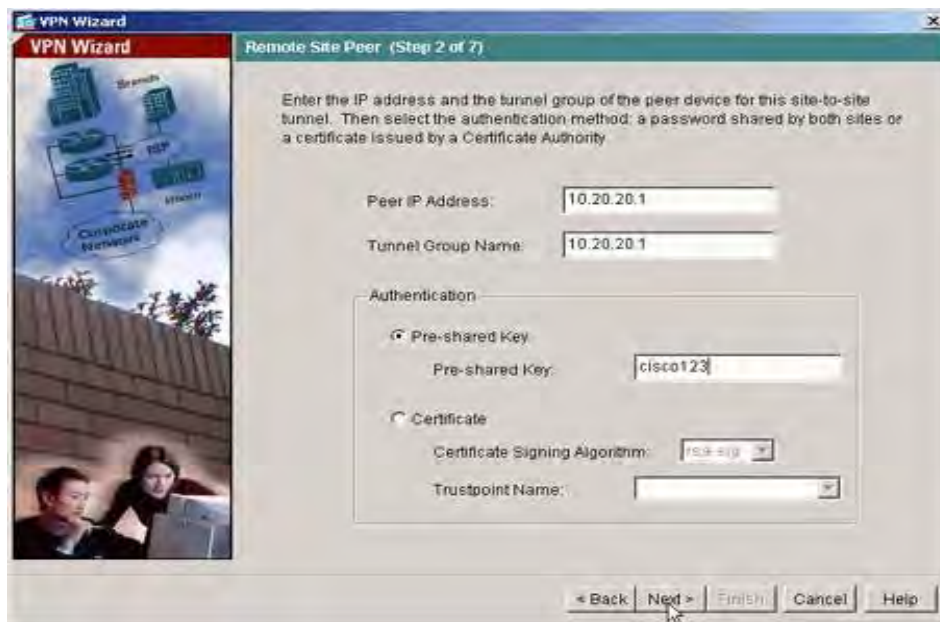 VPN Wizard
VPN Wizard
Remote Site Peer (Step 2 of 7)
Branch
ISP
Corporate
Network
Enter the IP address and the tunnel group of the peer device for this site-to-site
tunnel. Then select the authentication method: a password shared by both sites or
a certificate issued by a Certificate Authority
Peer IP Address:
10.20.20.1
Tunnel Group Name:
10.20.20.1
Authentication
Pre-shared Key
Pre-shared Key:
cisco123
Certificate
Certificate Signing Algorithm:
rsa-sig
Trustpoint Name:
< Back
Next >
Finish
Cancel
Help